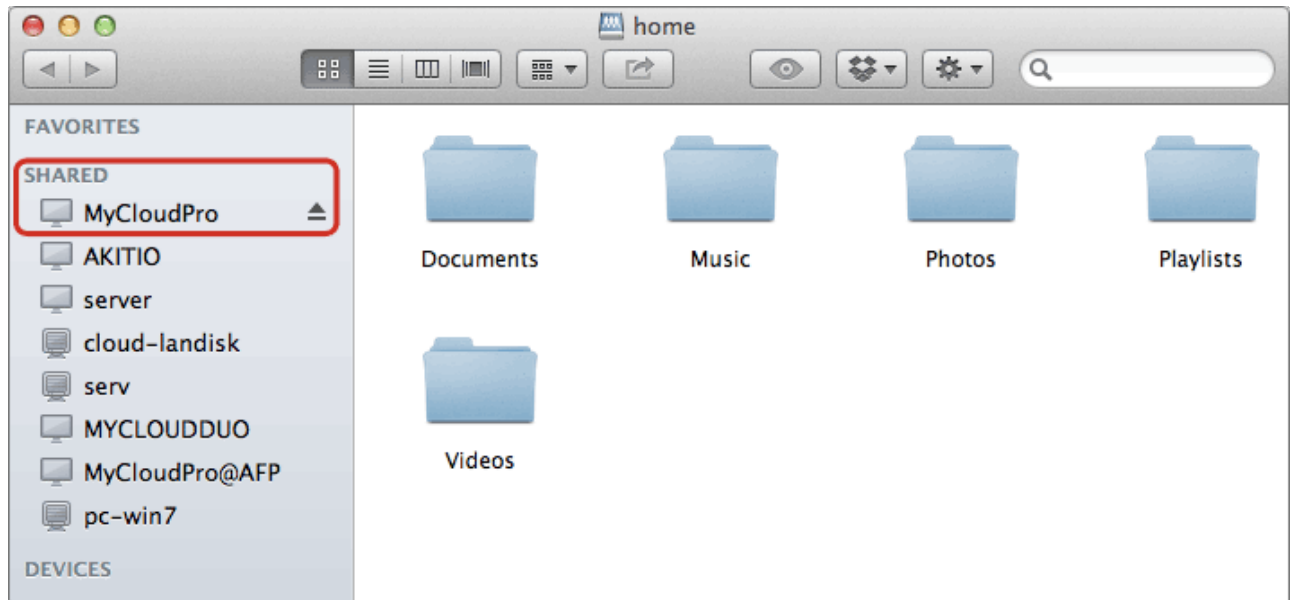 home
FAVORITES
SHARED
MyCloudPro
AKITIO
server
cloud-landisk
serv
MYCLOUDDUO
MyCloudPro@AFP
pc-win7
DEVICES
Documents Music Photos Playlists
Videos